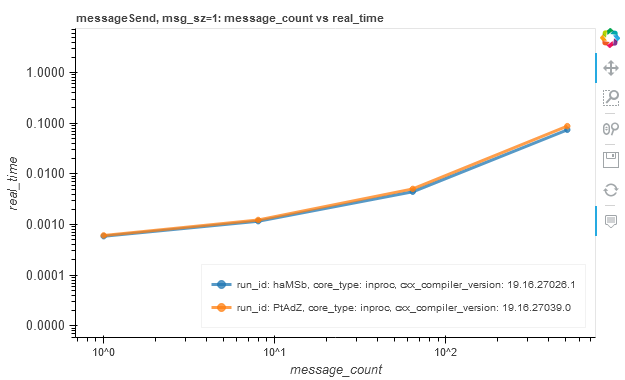 messageSend, msg_sz=1: message_count vs real_time
1.0000
0.1000
0.0100
0.0010
0.0001
0.0000
real_time
run_id: haMSb, core_type: inproc, cxx_compiler_version: 19.16.27026.1
run_id: PtAdZ, core_type: inproc, cxx_compiler_version: 19.16.27039.0
10^0
10^1
10^2
message_count